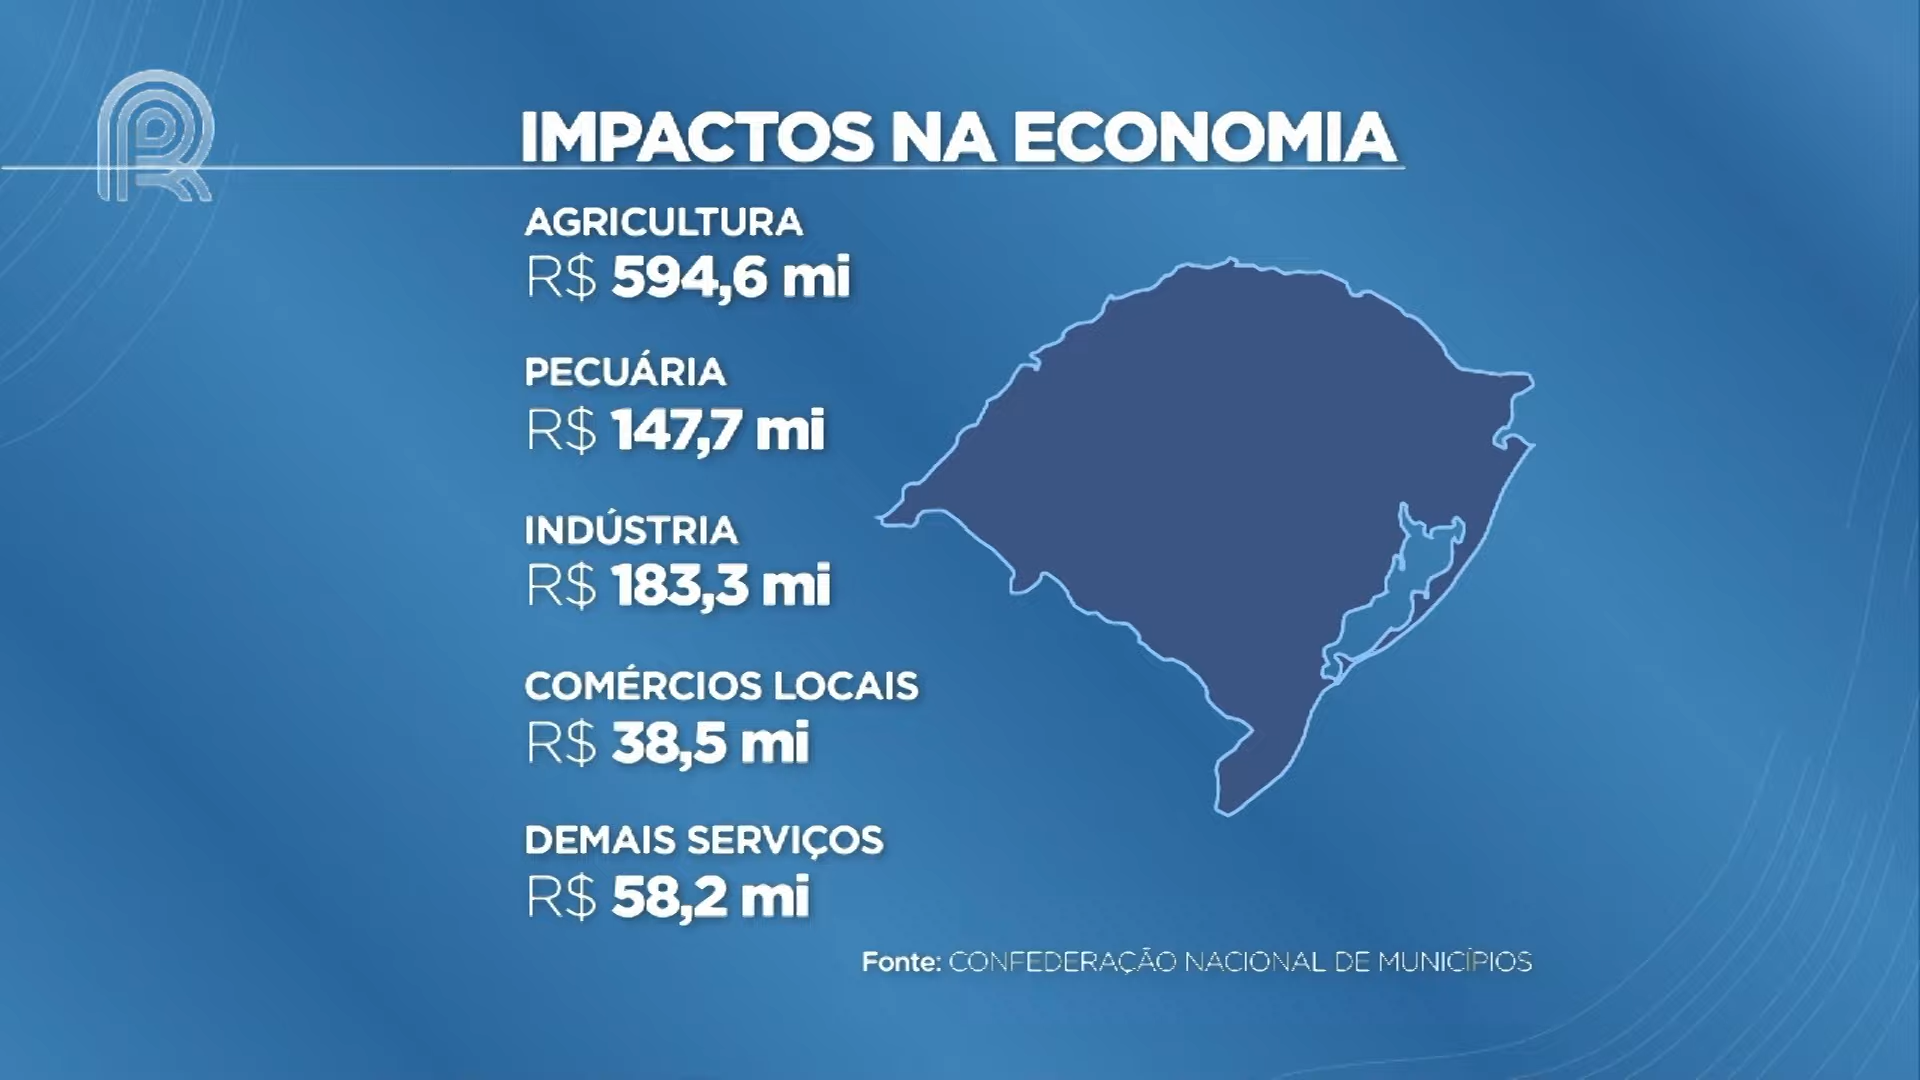 IMPACTOS NA ECONOMIA
AGRICULTURA
R$ 594,6 mi
PECUÁRIA
R$ 147,7 mi
INDÚSTRIA
R$ 183,3 mi
COMÉRCIOS LOCAIS
R$ 38,5 mi
DEMAIS SERVIÇOS
R$ 58,2 mi
Fonte: CONFEDERAÇÃO NACIONAL DE MUNICÍPIOS